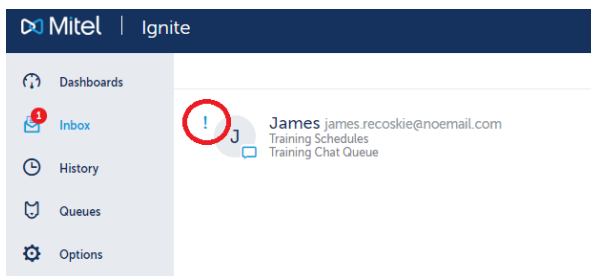 Mitel | Ignite
Dashboards
1
Inbox
History
Queues
Options
!
J
James james.recoskie@noemail.com
Training Schedules
Training Chat Queue